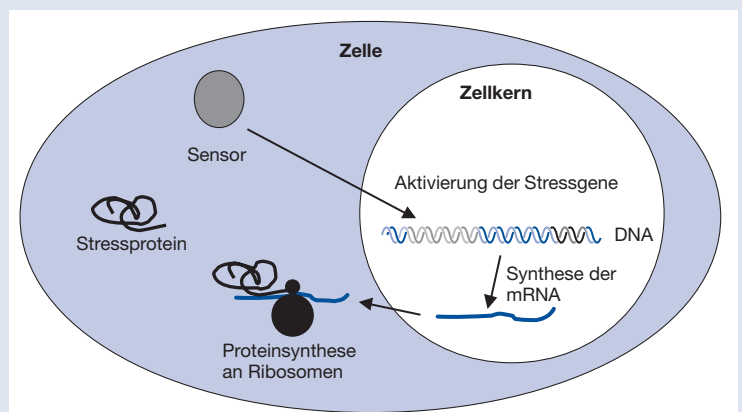 Zelle
Zellkern
Sensor
Aktivierung der Stressgene
Stressprotein
DNA
Synthese der
mRNA
Proteinsynthese
an Ribosomen